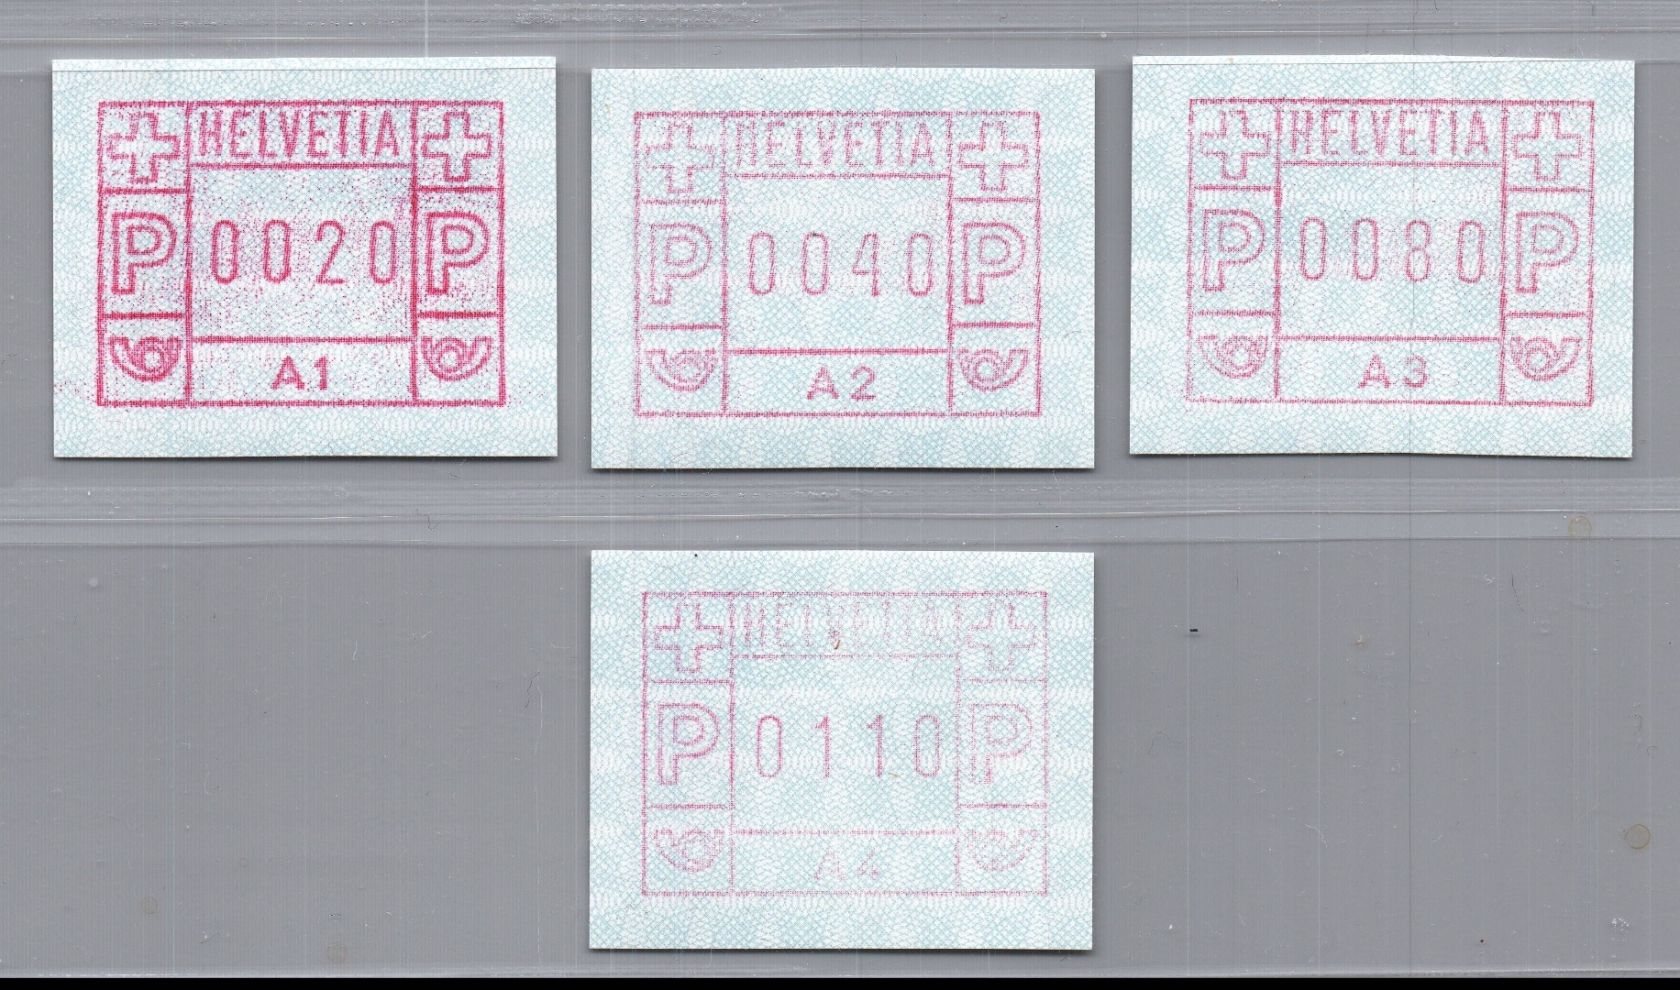 HELVETIA
P 0020 P
A1
HELVETIA
P 0040 P
A2
HELVETIA
P 0080 P
A3
HELVETIA
P 0110 P
A4